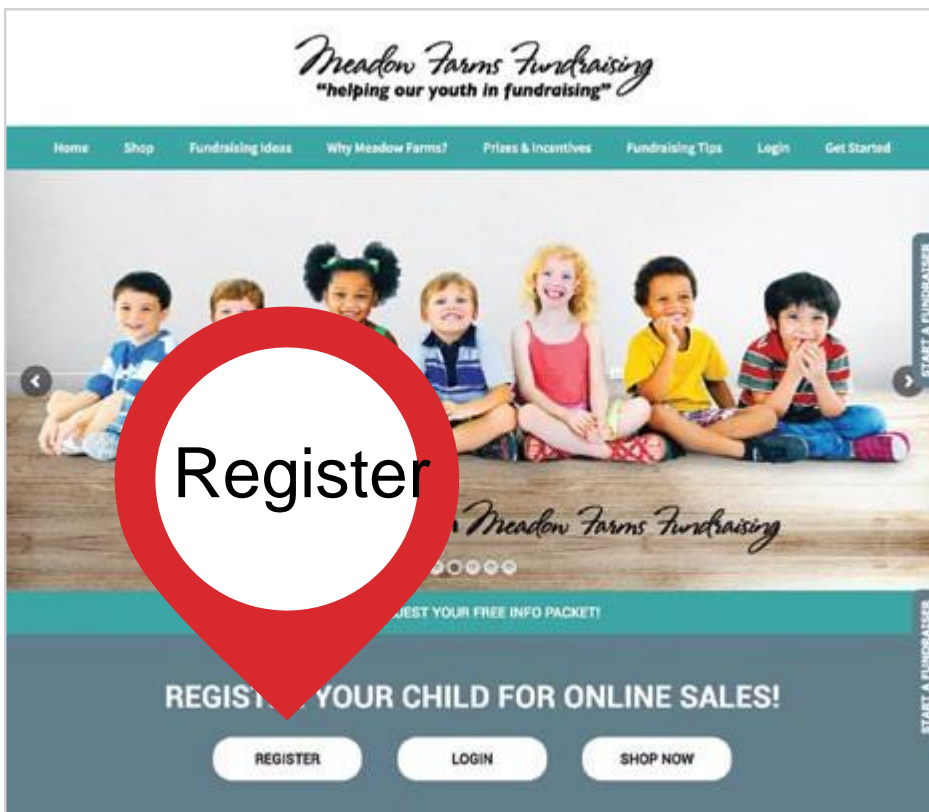 Meadow Farms Fundraising
"helping our youth in fundraising"
Home Shop Fundraising Ideas Why Meadow Farms? Prizes & Incentives Fundraising Tips Login Get Started
START A FUNDRAISER
Register
Meadow Farms Fundraising
YOUR FREE INFO PACKET!
YOUR CHILD FOR ONLINE SALES!
START A FUNDRAISER
REGISTER LOGIN SHOP NOW